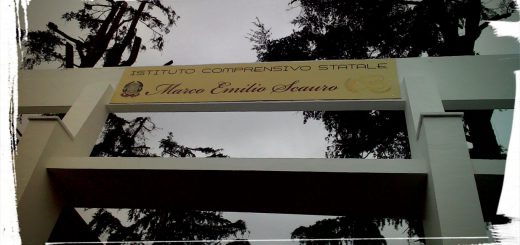 ISTITUTO COMPRENSIVO STATALE
Marco Emilio Scauro